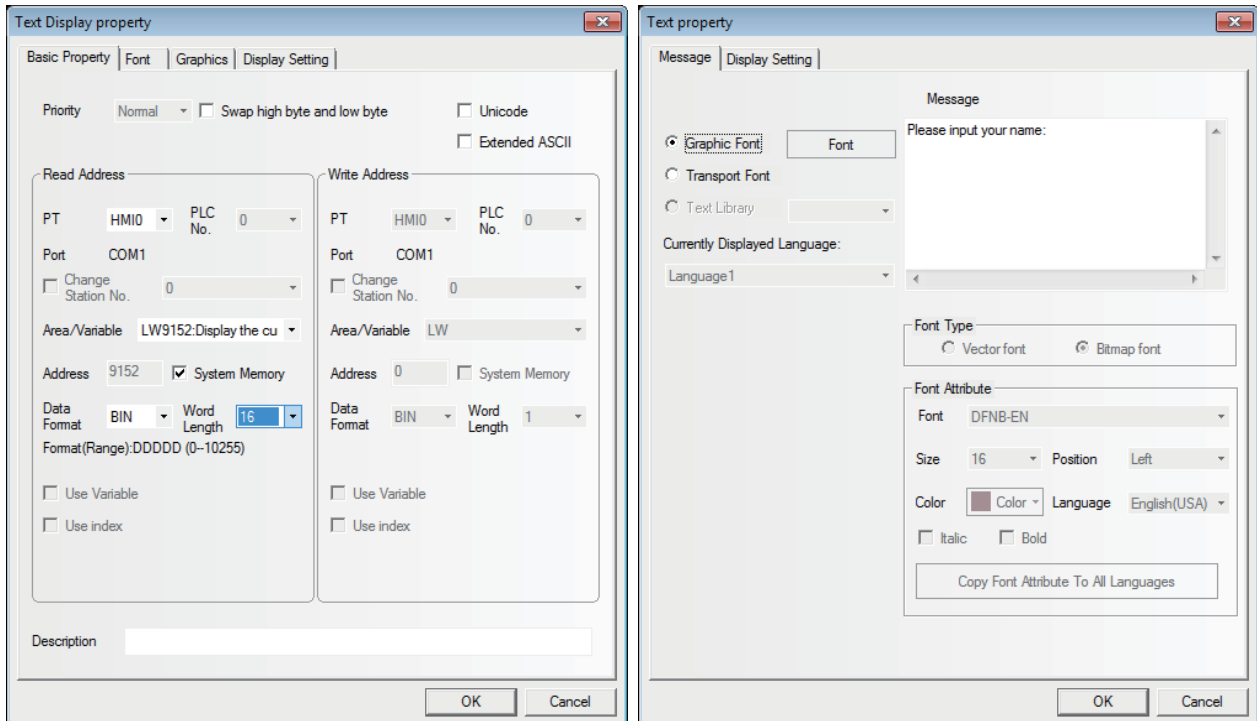 Text Display property
Basic Property Font Graphics Display Setting
Priority Normal Swap high byte and low byte Unicode
Extended ASCII
Read Address
PT HMI0 PLC No. 0
Port COM1
Change Station No. 0
Area/Variable LW9152:Display the cu
Address 9152 System Memory
Data Format BIN Word Length 16
Format(Range):DDDDD (0--10255)
Use Variable
Use index
Write Address
PT HMI0 PLC No. 0
Port COM1
Change Station No. 0
Area/Variable LW
Address 0 System Memory
Data Format BIN Word Length 1
Use Variable
Use index
Description
OK Cancel
Text property
Message Display Setting
Graphic Font Font
Transport Font
Text Library
Currently Displayed Language:
Language1
Message
Please input your name:
Font Type
Vector font Bitmap font
Font Attribute
Font DFNB-EN
Size 16 Position Left
Color Color Language English(USA)
Italic Bold
Copy Font Attribute To All Languages
OK Cancel